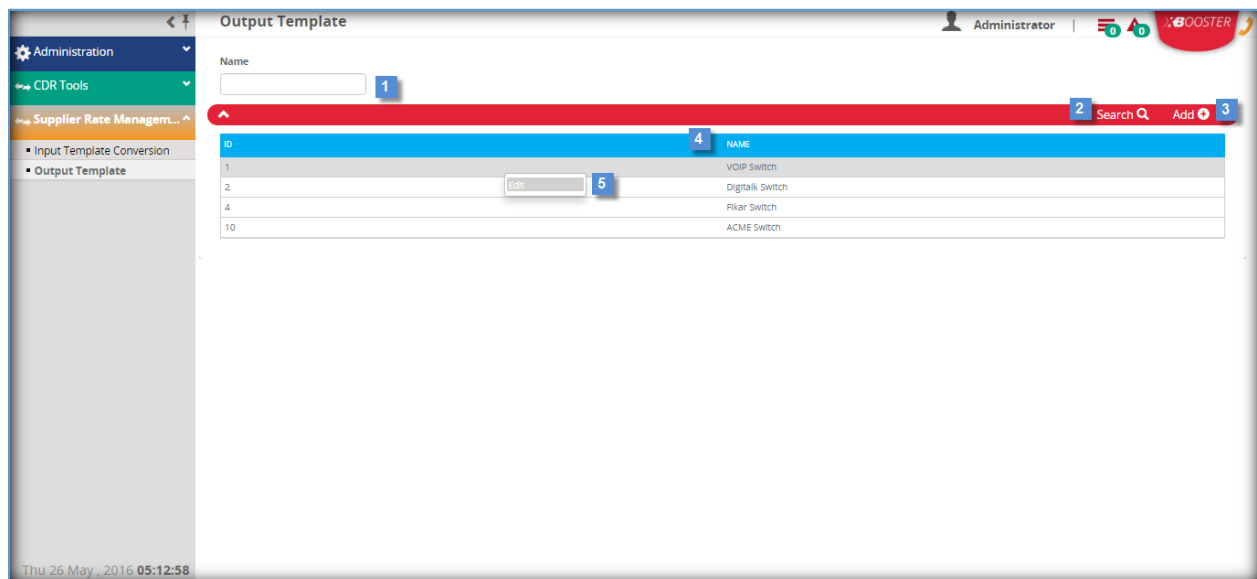 Output Template
Administrator |
0
0
XBOOSTER
Administration
CDR Tools
Supplier Rate Managem...
Input Template Conversion
Output Template
Name
1
2
Search
Add
3
ID
4
NAME
1
VOIP Switch
Edit
5
2
Digitalk Switch
4
Fikar Switch
10
ACME Switch
Thu 26 May , 2016 05:12:58